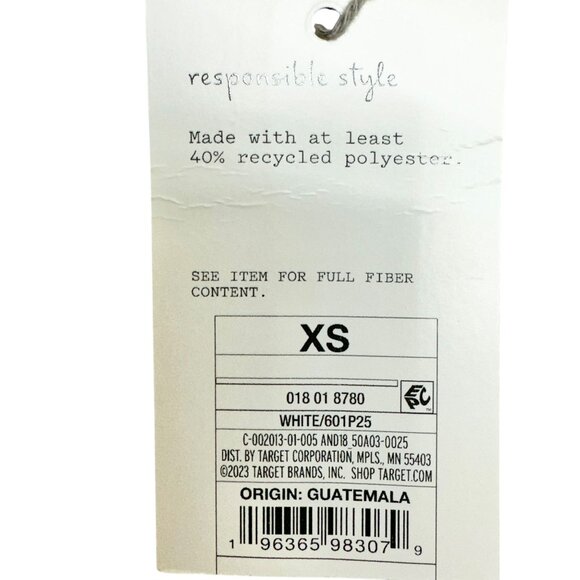 responsible style
Made with at least
40% recycled polyester.
SEE ITEM FOR FULL FIBER
CONTENT.
XS
018 01 8780
EPC
WHITE/601P25
C-002013-01-005 AND18_50A03-0025
DIST. BY TARGET CORPORATION, MPLS., MN 55403
©2023 TARGET BRANDS, INC. SHOP TARGET.COM
ORIGIN: GUATEMALA
1 96365 98307 9